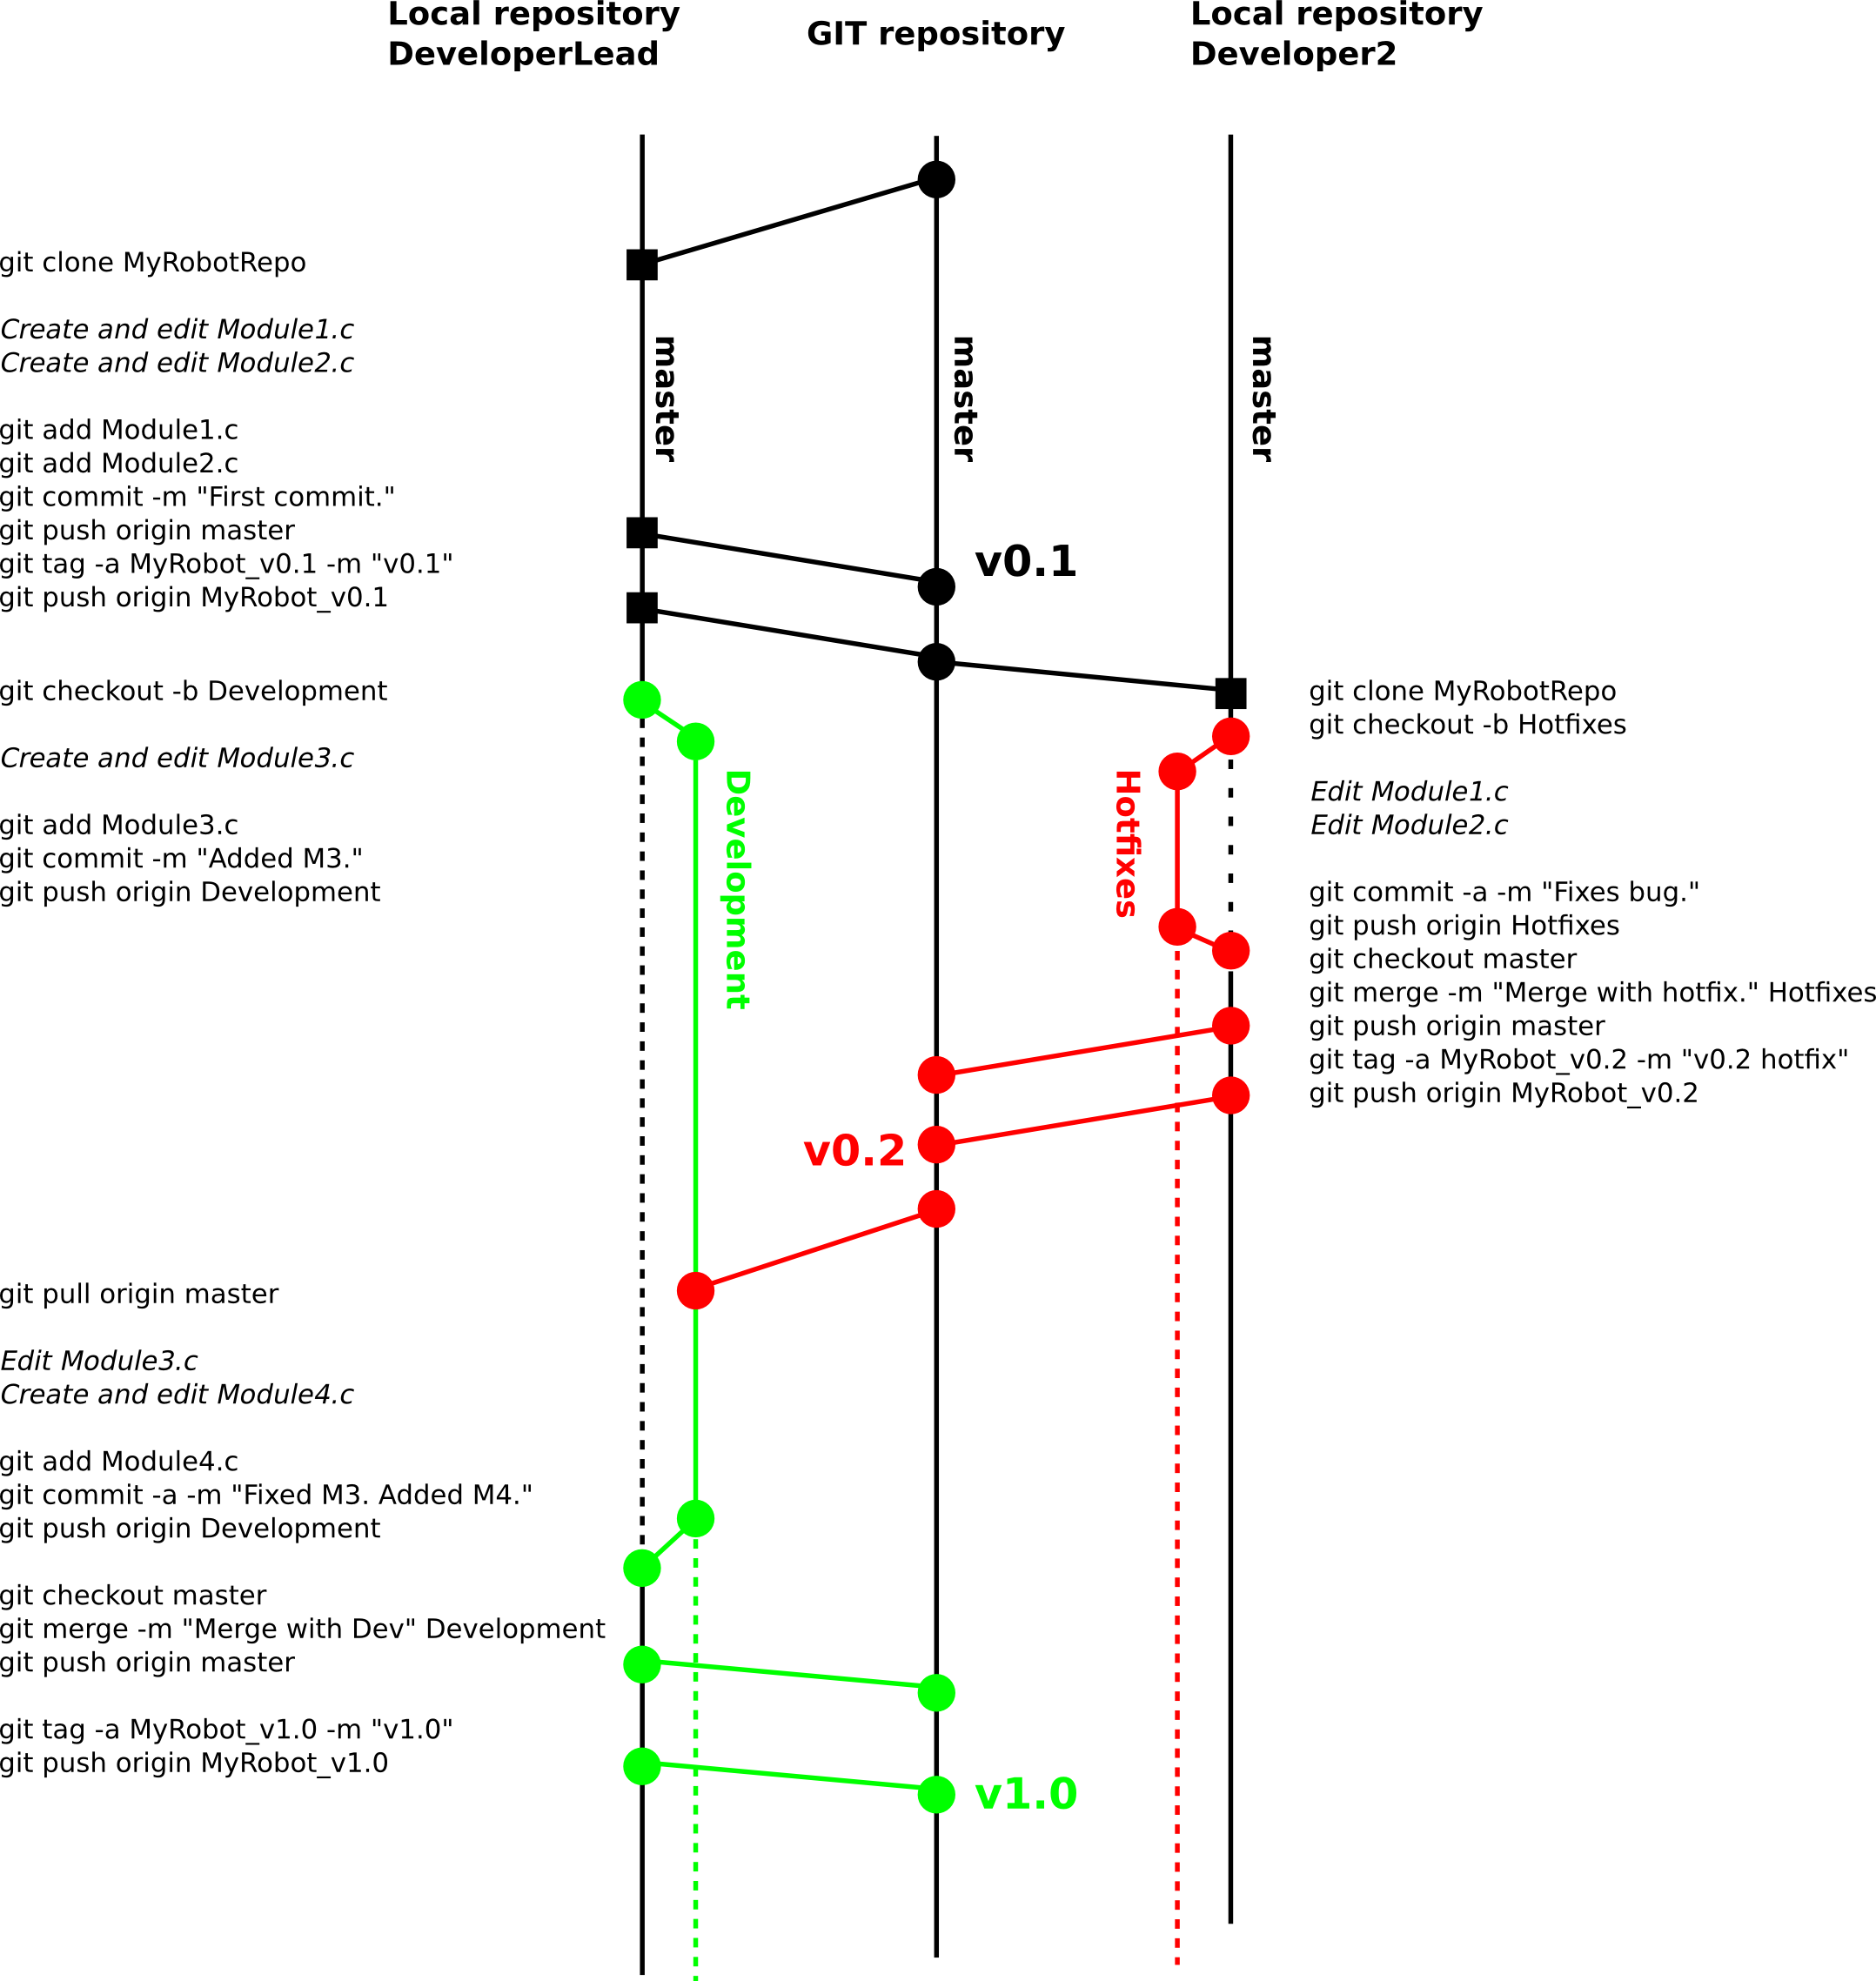 Local repository
DeveloperLead
GIT repository
Local repository
Developer2
git clone MyRobotRepo
Create and edit Module1.c
Create and edit Module2.c
git add Module1.c
git add Module2.c
git commit -m "First commit."
git push origin master
git tag -a MyRobot_v0.1 -m "v0.1"
git push origin MyRobot_v0.1
git checkout -b Development
Create and edit Module3.c
git add Module3.c
git commit -m "Added M3."
git push origin Development
git pull origin master
Edit Module3.c
Create and edit Module4.c
git add Module4.c
git commit -a -m "Fixed M3. Added M4."
git push origin Development
git checkout master
git merge -m "Merge with Dev" Development
git push origin master
git tag -a MyRobot_v1.0 -m "v1.0"
git push origin MyRobot_v1.0
master
Development
master
v0.1
v0.2
v1.0
master
Hotfixes
git clone MyRobotRepo
git checkout -b Hotfixes
Edit Module1.c
Edit Module2.c
git commit -a -m "Fixes bug."
git push origin Hotfixes
git checkout master
git merge -m "Merge with hotfix." Hotfixes
git push origin master
git tag -a MyRobot_v0.2 -m "v0.2 hotfix"
git push origin MyRobot_v0.2